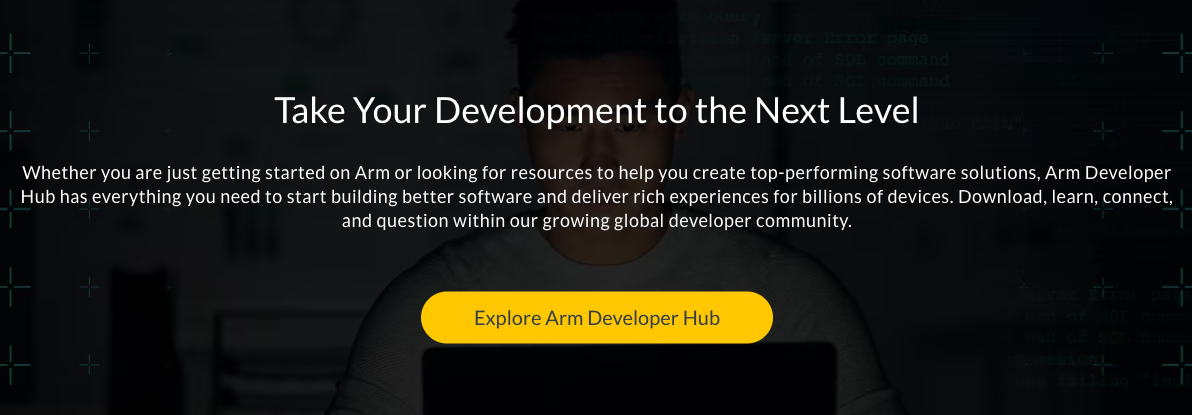 Take Your Development to the Next Level
Whether you are just getting started on Arm or looking for resources to help you create top-performing software solutions, Arm Developer
Hub has everything you need to start building better software and deliver rich experiences for billions of devices. Download, learn, connect,
and question within our growing global developer community.
Explore Arm Developer Hub